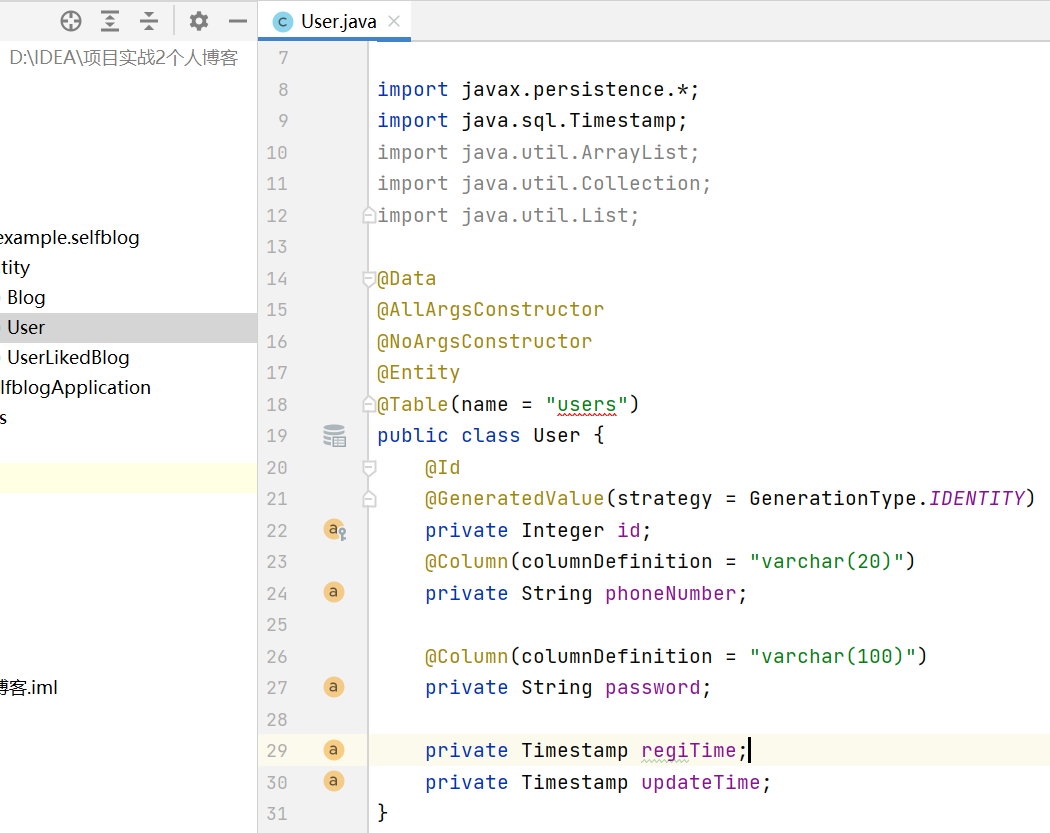 User.java
D:\IDEA\项目实战2个人博客
example.selfblog
tity
Blog
User
UserLikedBlog
lfblogApplication
s
博客.iml
7
8 import javax.persistence.*;
9 import java.sql.Timestamp;
10 import java.util.ArrayList;
11 import java.util.Collection;
12 import java.util.List;
13
14 @Data
15 @AllArgsConstructor
16 @NoArgsConstructor
17 @Entity
18 @Table(name = "users")
19 public class User {
20 @Id
21 @GeneratedValue(strategy = GenerationType.IDENTITY)
22 private Integer id;
23 @Column(columnDefinition = "varchar(20)")
24 private String phoneNumber;
25
26 @Column(columnDefinition = "varchar(100)")
27 private String password;
28
29 private Timestamp regiTime;
30 private Timestamp updateTime;
31 }